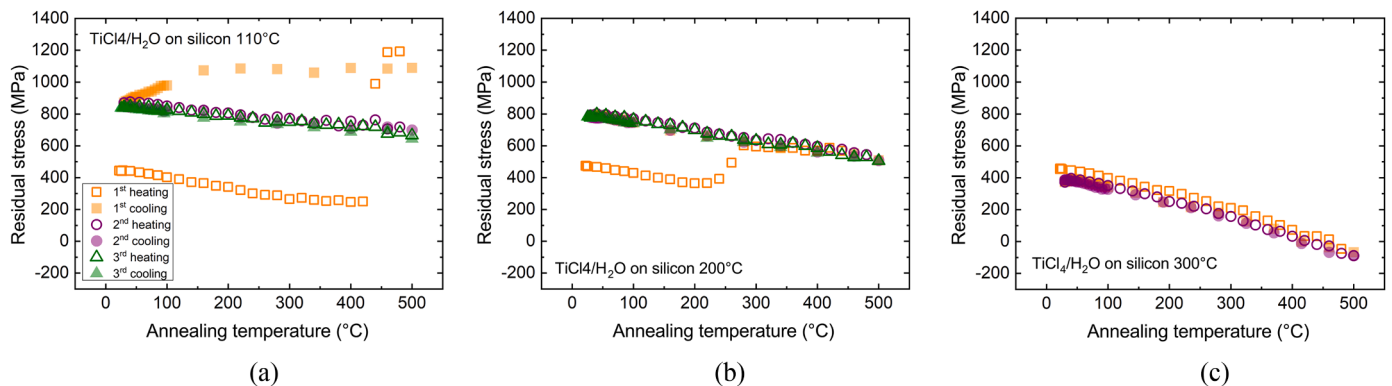 1400
1200
1000
800
600
400
200
0
-200
Residual stress (MPa)
TiCl4/H₂O on silicon 110°C
1st heating
1st cooling
2nd heating
2nd cooling
3rd heating
3rd cooling
0 100 200 300 400 500
Annealing temperature (°C)
(a)
1400
1200
1000
800
600
400
200
0
-200
Residual stress (MPa)
TiCl4/H₂O on silicon 200°C
0 100 200 300 400 500
Annealing temperature (°C)
(b)
1400
1200
1000
800
600
400
200
0
-200
Residual stress (MPa)
TiCl₄/H₂O on silicon 300°C
0 100 200 300 400 500
Annealing temperature (°C)
(c)